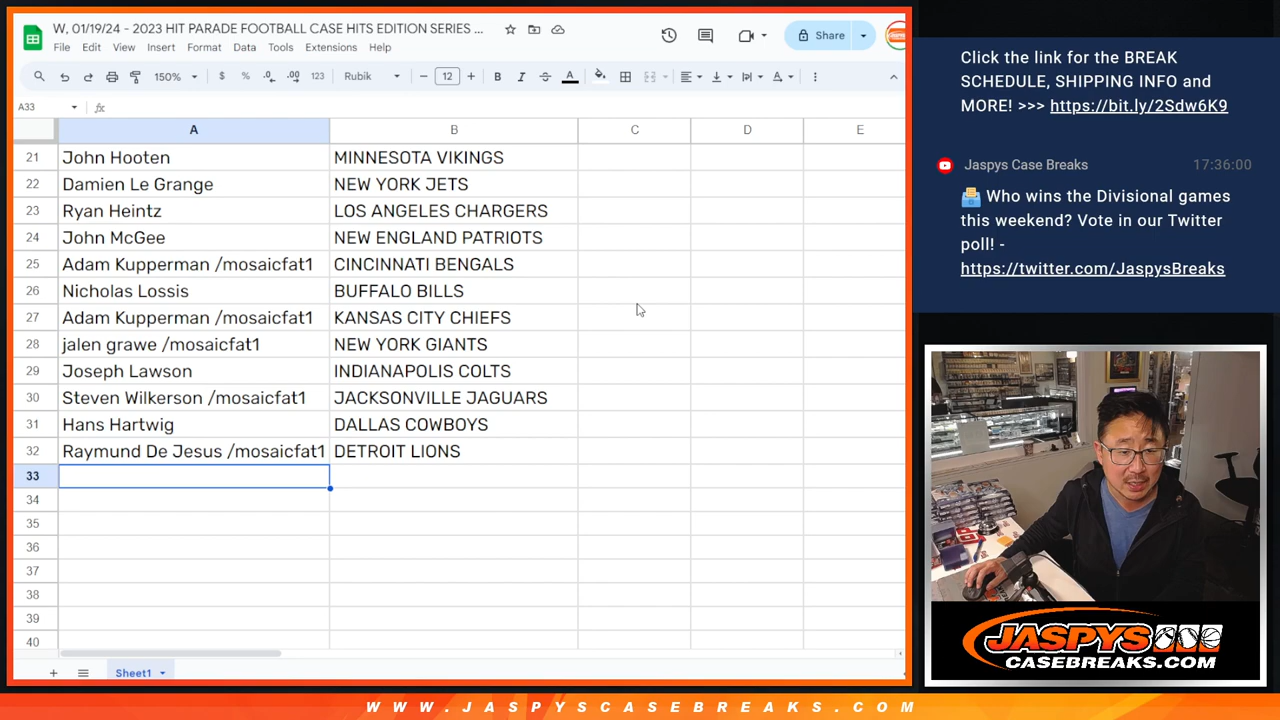 W, 01/19/24 - 2023 HIT PARADE FOOTBALL CASE HITS EDITION SERIES ...
File Edit View Insert Format Data Tools Extensions Help
Share
150% $ % .0 .00 123 Rubik 12
A33 fx
A B C D E
21 John Hooten MINNESOTA VIKINGS
22 Damien Le Grange NEW YORK JETS
23 Ryan Heintz LOS ANGELES CHARGERS
24 John McGee NEW ENGLAND PATRIOTS
25 Adam Kupperman /mosaicfat1 CINCINNATI BENGALS
26 Nicholas Lossis BUFFALO BILLS
27 Adam Kupperman /mosaicfat1 KANSAS CITY CHIEFS
28 jalen grawe /mosaicfat1 NEW YORK GIANTS
29 Joseph Lawson INDIANAPOLIS COLTS
30 Steven Wilkerson /mosaicfat1 JACKSONVILLE JAGUARS
31 Hans Hartwig DALLAS COWBOYS
32 Raymund De Jesus /mosaicfat1 DETROIT LIONS
33
34
35
36
37
38
39
40
Sheet1
Click the link for the BREAK
SCHEDULE, SHIPPING INFO and
MORE! >>> https://bit.ly/2Sdw6K9
Jaspys Case Breaks 17:36:00
Who wins the Divisional games
this weekend? Vote in our Twitter
poll! -
https://twitter.com/JaspysBreaks
JASPYS
CASEBREAKS.COM
WWW.JASPYSCASEBREAKS.COM